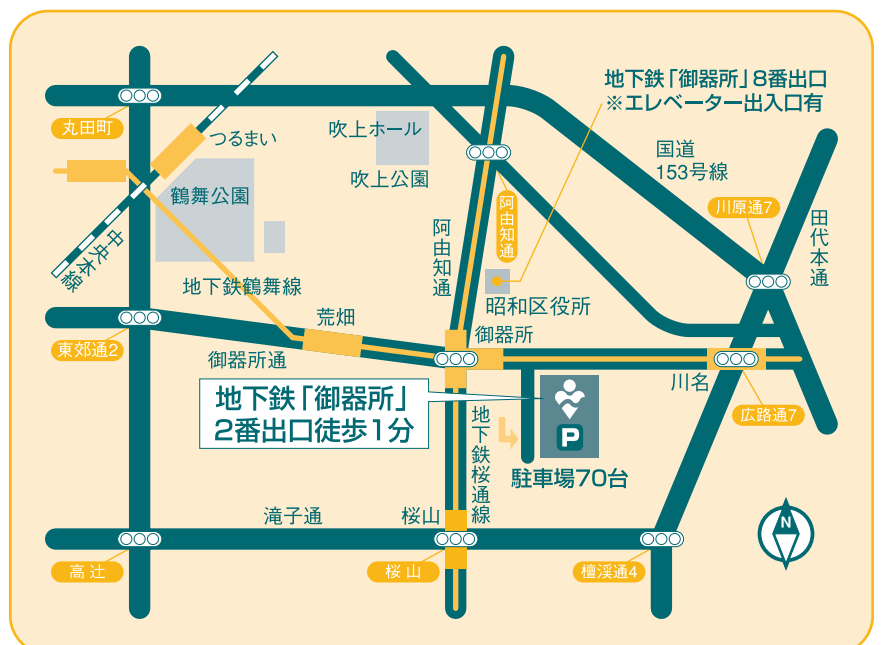 地下鉄「御器所」8番出口
※エレベーター出入口有
丸田町
つるまい
吹上ホール
国道
153号線
吹上公園
鶴舞公園
阿由知通
川原通7
田代本通
阿由知通
中央本線
地下鉄鶴舞線
昭和区役所
荒畑
御器所
東郊通2
御器所通
川名
地下鉄「御器所」
2番出口徒歩1分
広路通7
地下鉄桜通線
P
駐車場70台
滝子通
桜山
N
高辻
桜山
檀渓通4